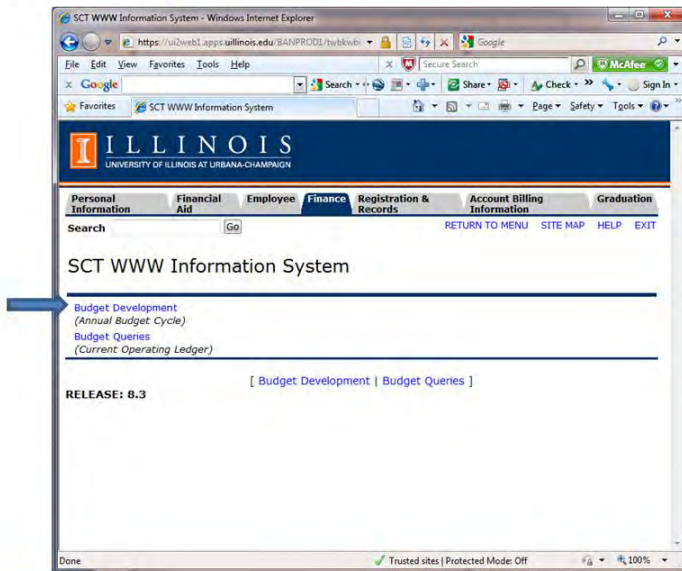 SCT WWW Information System - Windows Internet Explorer
https://ui2web1.apps.uillinois.edu/BANPROD1/twbkwbi
Google
File Edit View Favorites Tools Help
x Secure Search McAfee
x Google Search Share Check Sign In
Favorites SCT WWW Information System Page Safety Tools
I ILLINOIS
UNIVERSITY OF ILLINOIS AT URBANA-CHAMPAIGN
Personal Information Financial Aid Employee Finance Registration & Records Account Billing Information Graduation
Search Go RETURN TO MENU SITE MAP HELP EXIT
SCT WWW Information System
Budget Development
(Annual Budget Cycle)
Budget Queries
(Current Operating Ledger)
[ Budget Development | Budget Queries ]
RELEASE: 8.3
Done Trusted sites | Protected Mode: Off 100%